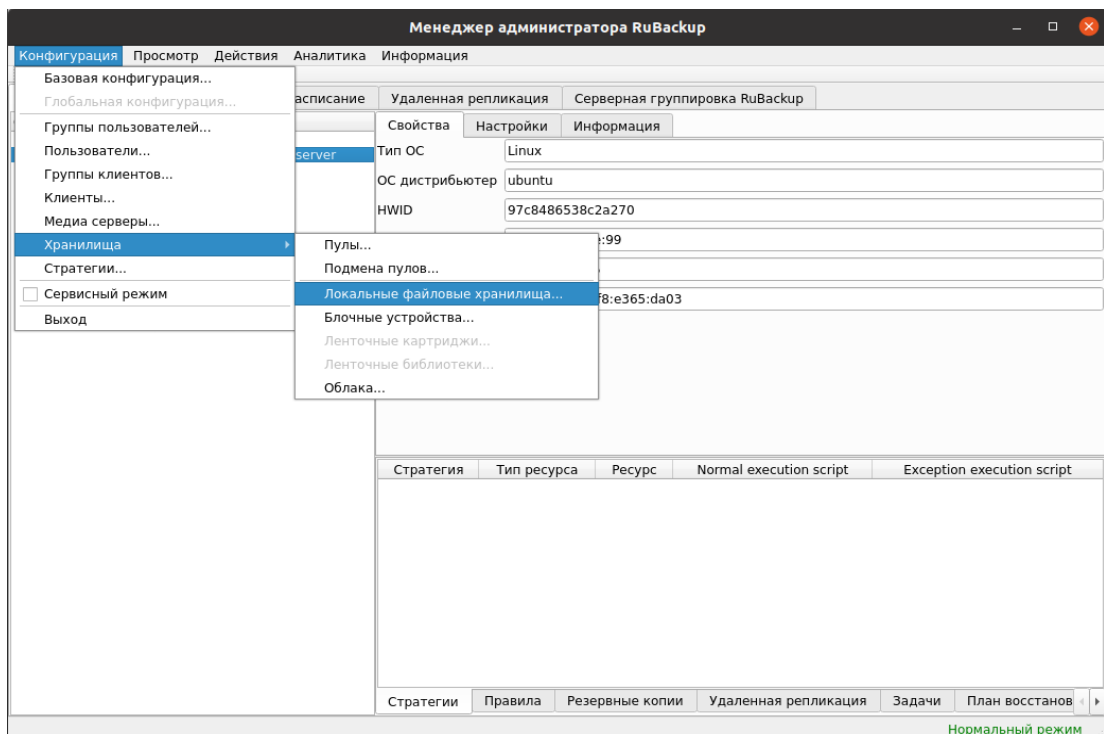 Менеджер администратора RuBackup
Конфигурация Просмотр Действия Аналитика Информация
Базовая конфигурация...
Глобальная конфигурация...
Группы пользователей...
Пользователи...
Группы клиентов...
Клиенты...
Медиа серверы...
Хранилища
Стратегии...
Сервисный режим
Выход
Пулы...
Подмена пулов...
Локальные файловые хранилища...
Блочные устройства...
Ленточные картриджи...
Ленточные библиотеки...
Облака...
асписание Удаленная репликация Серверная группировка RuBackup
server
Свойства Настройки Информация
Тип ОС Linux
ОС дистрибьютер ubuntu
HWID 97c8486538c2a270
:99
f8:e365:da03
Стратегия Тип ресурса Ресурс Normal execution script Exception execution script
Стратегии Правила Резервные копии Удаленная репликация Задачи План восстанов
Нормальный режим